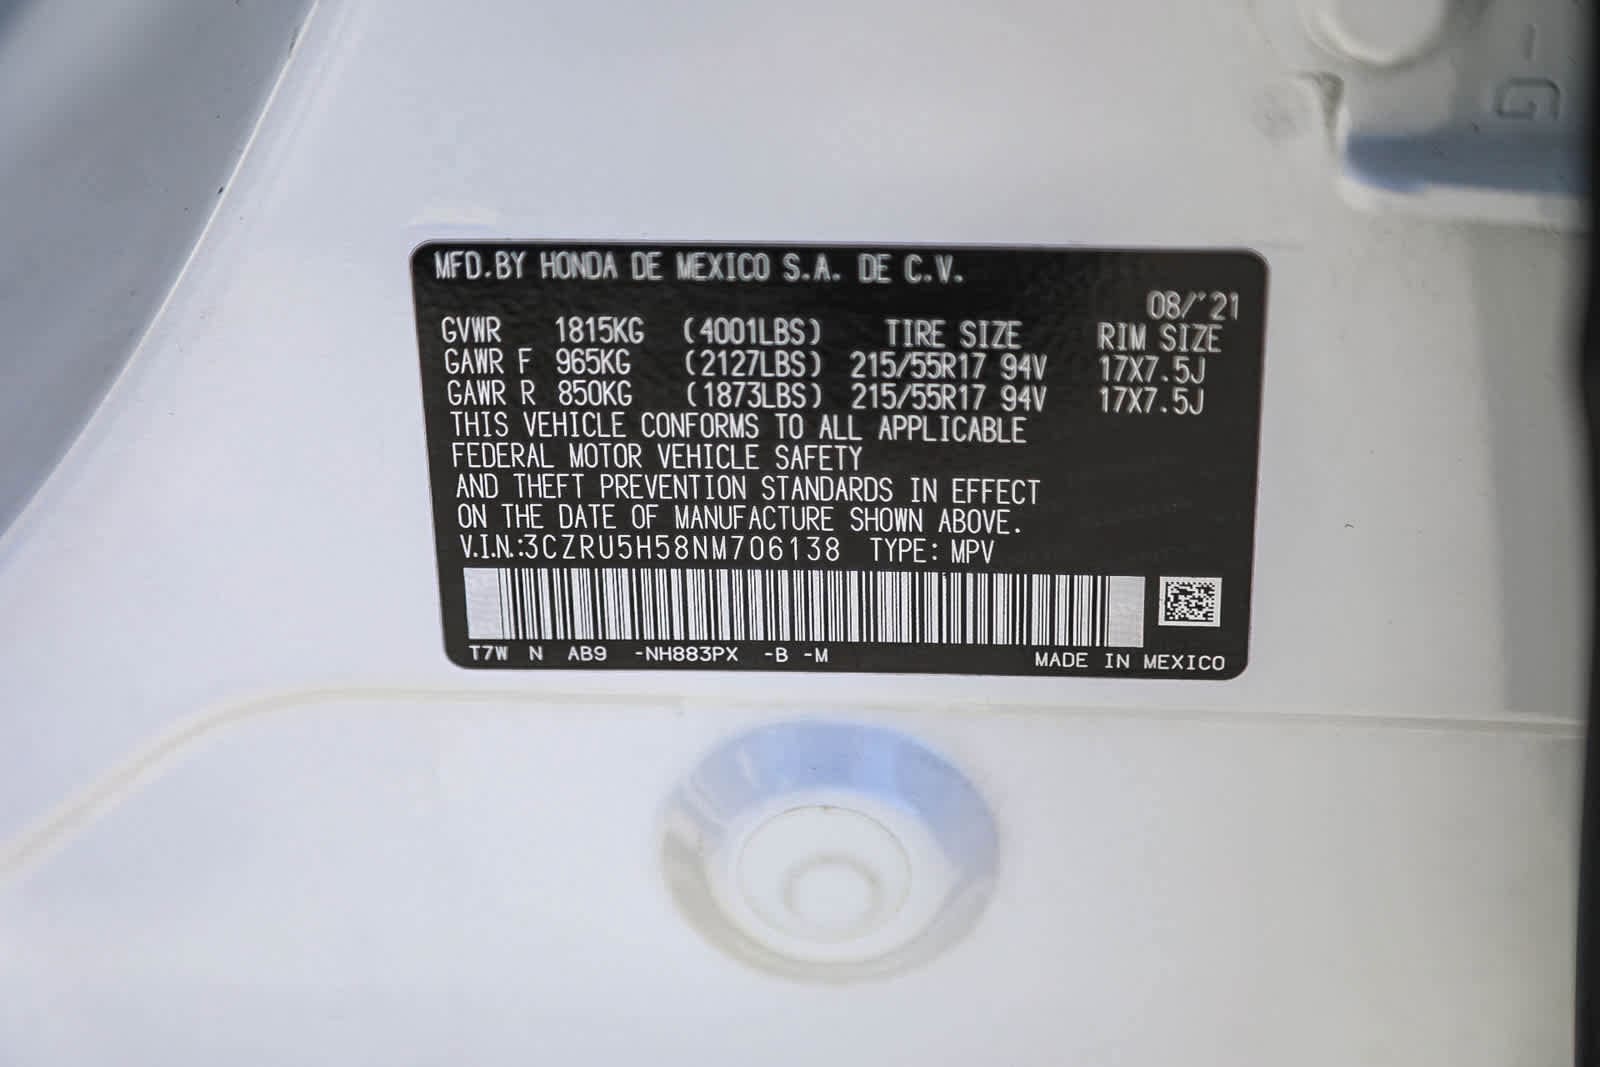 -G
MFD.BY HONDA DE MEXICO S.A. DE C.V.
08/'21
GVWR 1815KG (4001LBS) TIRE SIZE RIM SIZE
GAWR F 965KG (2127LBS) 215/55R17 94V 17X7.5J
GAWR R 850KG (1873LBS) 215/55R17 94V 17X7.5J
THIS VEHICLE CONFORMS TO ALL APPLICABLE
FEDERAL MOTOR VEHICLE SAFETY
AND THEFT PREVENTION STANDARDS IN EFFECT
ON THE DATE OF MANUFACTURE SHOWN ABOVE.
V.I.N.:3CZRU5H58NM706138 TYPE: MPV
T7W N AB9 -NH883PX -B -M MADE IN MEXICO